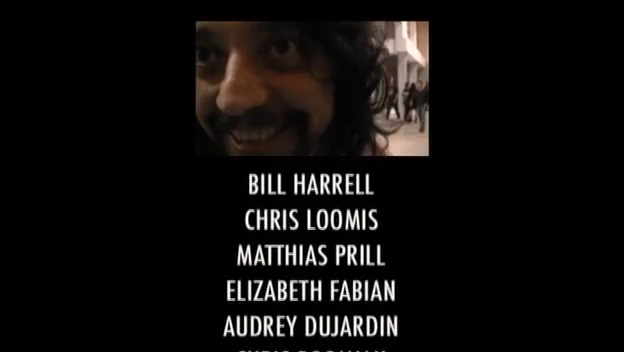 BILL HARRELL
CHRIS LOOMIS
MATTHIAS PRILL
ELIZABETH FABIAN
AUDREY DUJARDIN